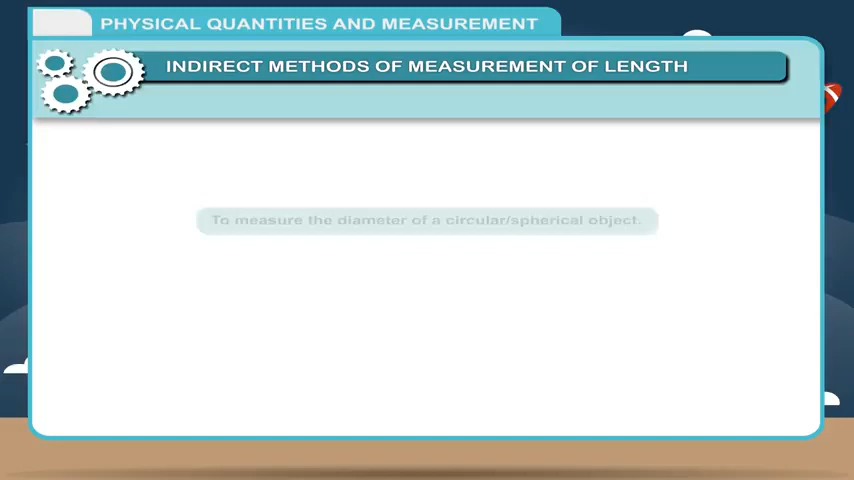 PHYSICAL QUANTITIES AND MEASUREMENT
INDIRECT METHODS OF MEASUREMENT OF LENGTH
To measure the diameter of a circular/spherical object.